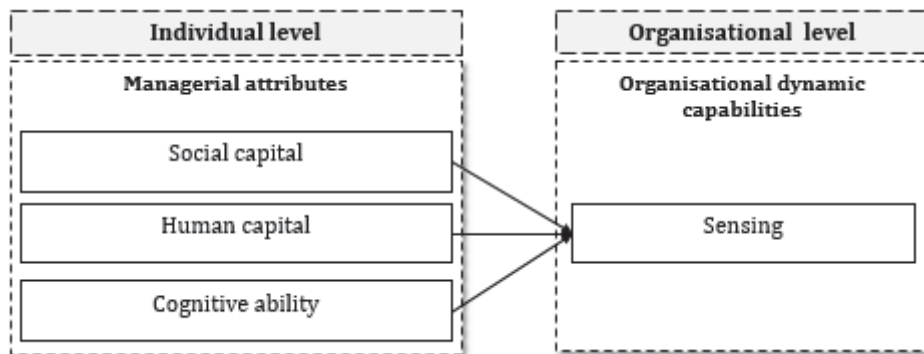 Individual level
Managerial attributes
Social capital
Human capital
Cognitive ability
Organisational level
Organisational dynamic
capabilities
Sensing